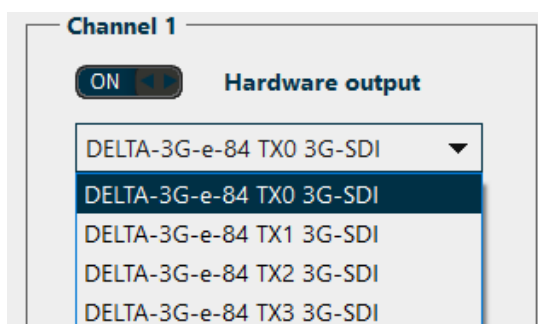 Channel 1
ON Hardware output
DELTA-3G-e-84 TX0 3G-SDI
DELTA-3G-e-84 TX0 3G-SDI
DELTA-3G-e-84 TX1 3G-SDI
DELTA-3G-e-84 TX2 3G-SDI
DELTA-3G-e-84 TX3 3G-SDI